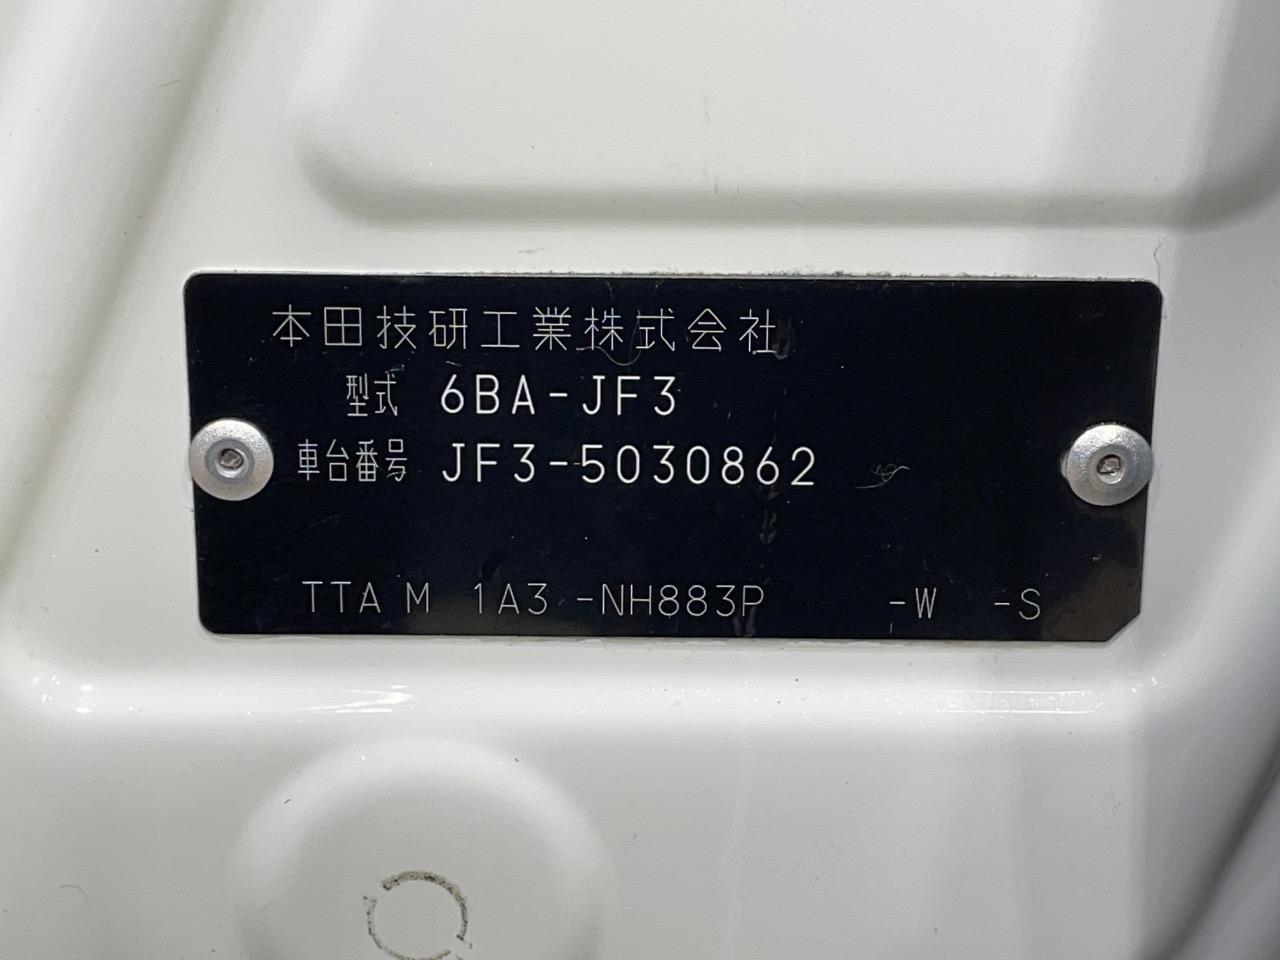 本田技研工業株式会社
型式 6BA-JF3
車台番号 JF3-5030862
TTA M 1A3 -NH883P -W -S